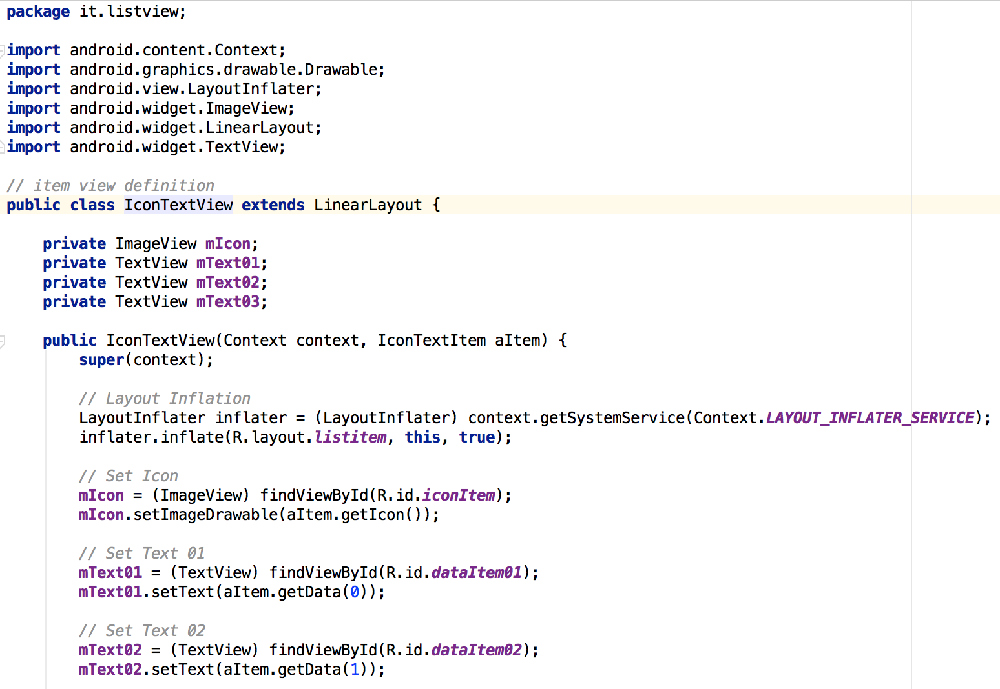 package it.listview;
import android.content.Context;
import android.graphics.drawable.Drawable;
import android.view.LayoutInflater;
import android.widget.ImageView;
import android.widget.LinearLayout;
import android.widget.TextView;
// item view definition
public class IconTextView extends LinearLayout {
private ImageView mIcon;
private TextView mText01;
private TextView mText02;
private TextView mText03;
public IconTextView(Context context, IconTextItem aItem) {
super(context);
// Layout Inflation
LayoutInflater inflater = (LayoutInflater) context.getSystemService(Context.LAYOUT_INFLATER_SERVICE);
inflater.inflate(R.layout.listitem, this, true);
// Set Icon
mIcon = (ImageView) findViewById(R.id.iconItem);
mIcon.setImageDrawable(aItem.getIcon());
// Set Text 01
mText01 = (TextView) findViewById(R.id.dataItem01);
mText01.setText(aItem.getData(0));
// Set Text 02
mText02 = (TextView) findViewById(R.id.dataItem02);
mText02.setText(aItem.getData(1));